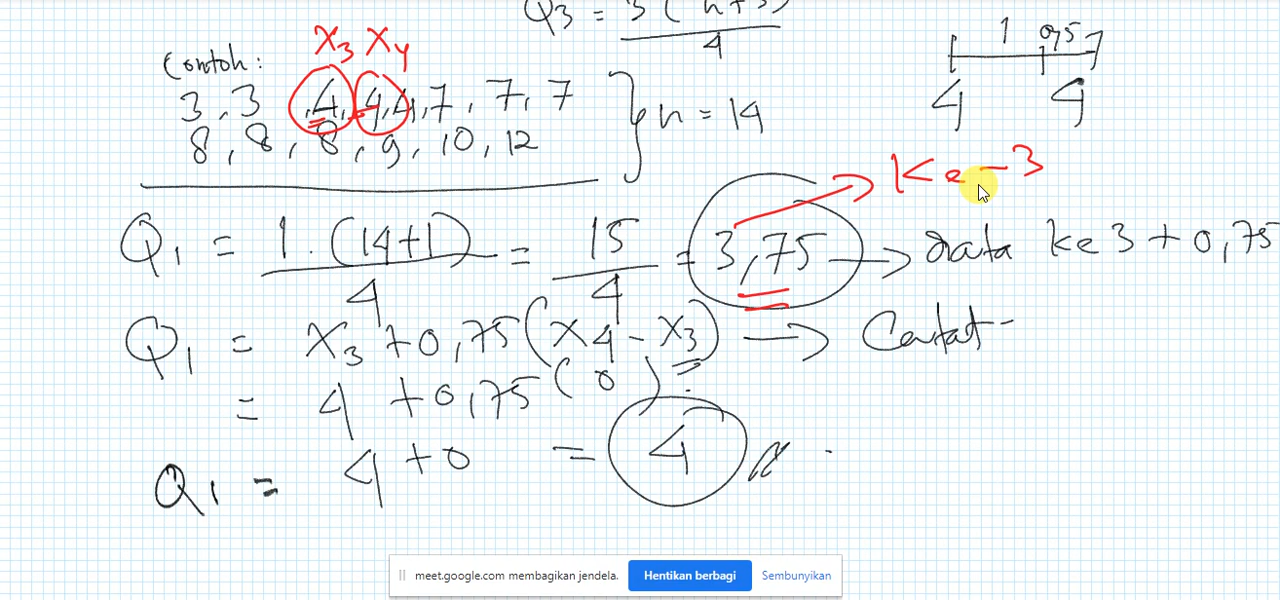 Q3 = 3(n+1)
4
X3 X4
Contoh:
3, 3, 4, 4, 4, 7, 7, 7
8, 8, 8, 9, 10, 12
} n = 14
1 0,5
4 4
Ke-3
Q1 = 1.(14+1) = 15 = 3,75 → data ke 3 + 0,75
4 4
Q1 = X3 + 0,75 (X4 - X3) →
= 4 + 0,75 (0)
Q1 = 4 + 0 = 4
meet.google.com membagikan jendela. Hentikan berbagi Sembunyikan